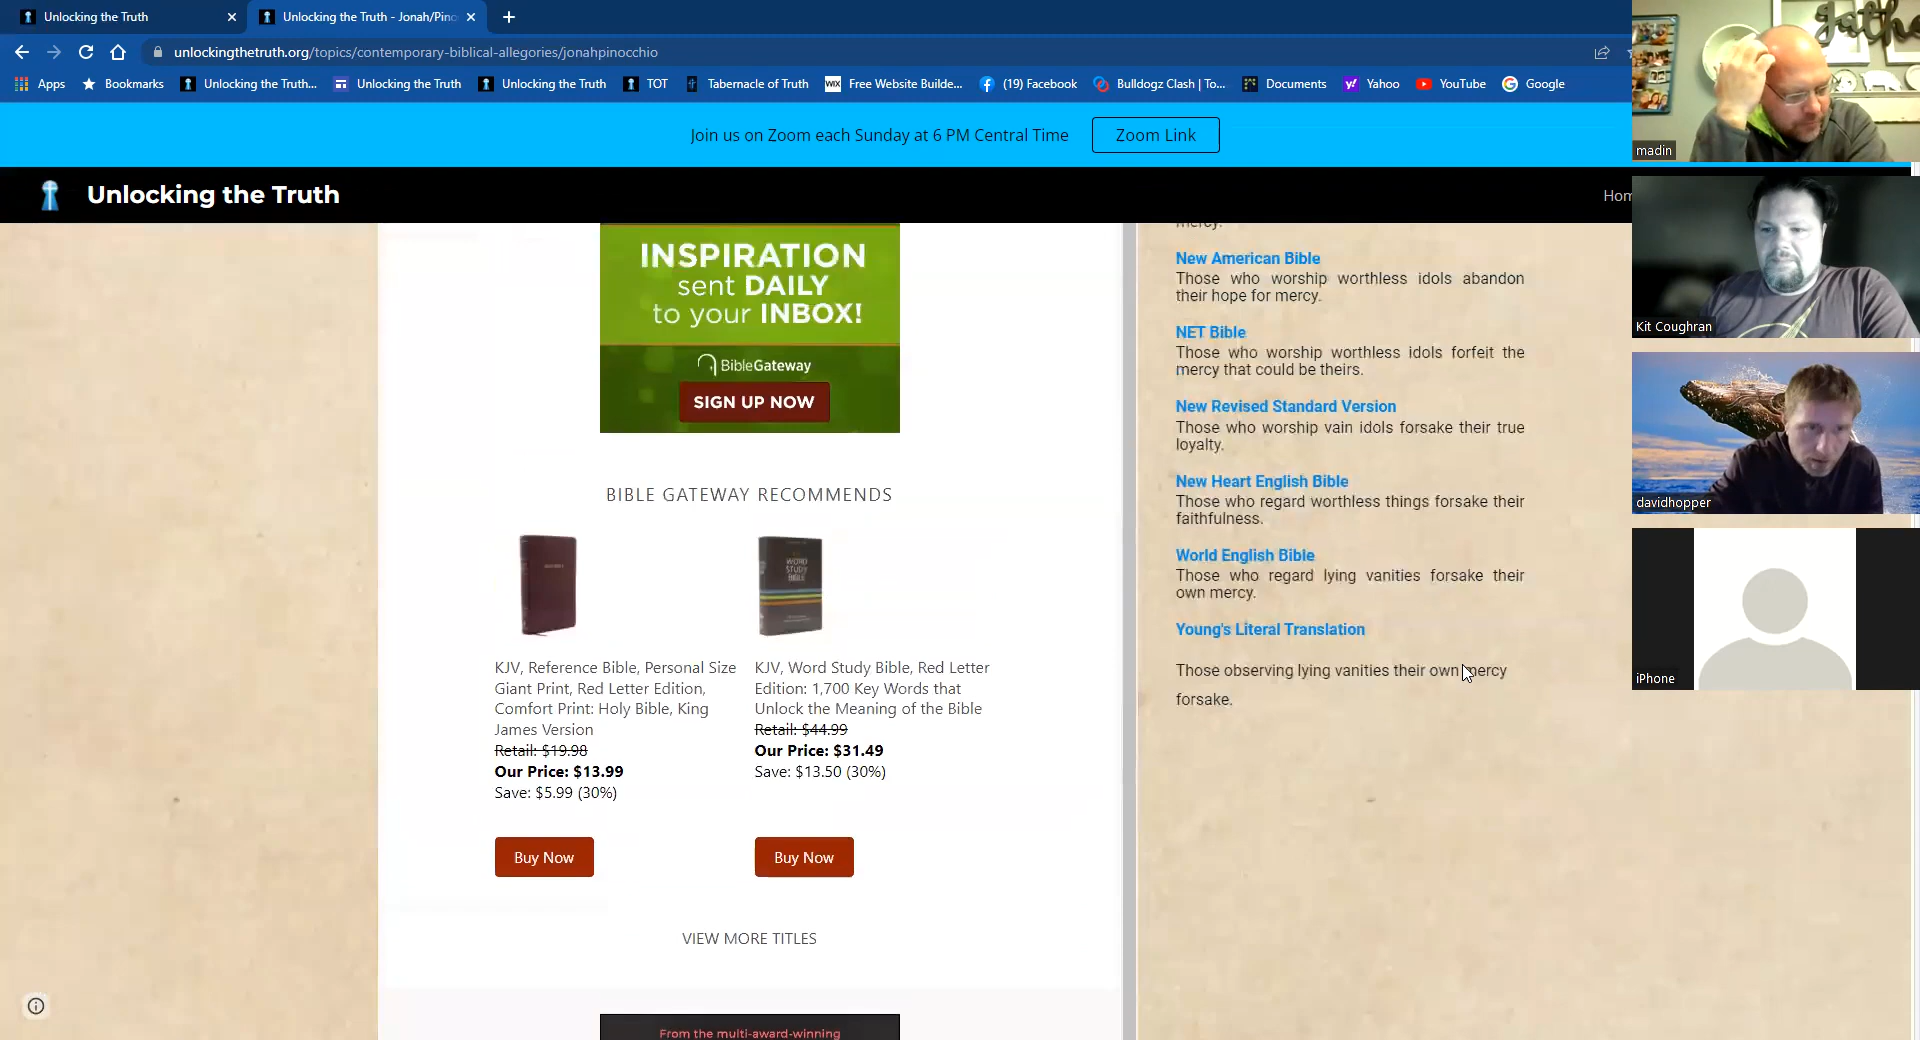 Unlocking the Truth
Unlocking the Truth - Jonah/Pino
unlockingthetruth.org/topics/contemporary-biblical-allegories/jonahpinocchio
Apps
Bookmarks
Unlocking the Truth...
Unlocking the Truth
Unlocking the Truth
TOT
Tabernacle of Truth
WIX
Free Website Builde...
(19) Facebook
Bulldogz Clash | To...
Documents
Yahoo
YouTube
Google
Join us on Zoom each Sunday at 6 PM Central Time
Zoom Link
Unlocking the Truth
Hom
INSPIRATION
sent DAILY
to your INBOX!
BibleGateway
SIGN UP NOW
BIBLE GATEWAY RECOMMENDS
WORD
STUDY
BIBLE
KJV, Reference Bible, Personal Size
Giant Print, Red Letter Edition,
Comfort Print: Holy Bible, King
James Version
Retail: $19.98
Our Price: $13.99
Save: $5.99 (30%)
Buy Now
KJV, Word Study Bible, Red Letter
Edition: 1,700 Key Words that
Unlock the Meaning of the Bible
Retail: $44.99
Our Price: $31.49
Save: $13.50 (30%)
Buy Now
VIEW MORE TITLES
From the multi-award-winning
mercy.
New American Bible
Those who worship worthless idols abandon
their hope for mercy.
NET Bible
Those who worship worthless idols forfeit the
mercy that could be theirs.
New Revised Standard Version
Those who worship vain idols forsake their true
loyalty.
New Heart English Bible
Those who regard worthless things forsake their
faithfulness.
World English Bible
Those who regard lying vanities forsake their
own mercy.
Young's Literal Translation
Those observing lying vanities their own mercy
forsake.
gathe
madin
Kit Coughran
davidhopper
iPhone